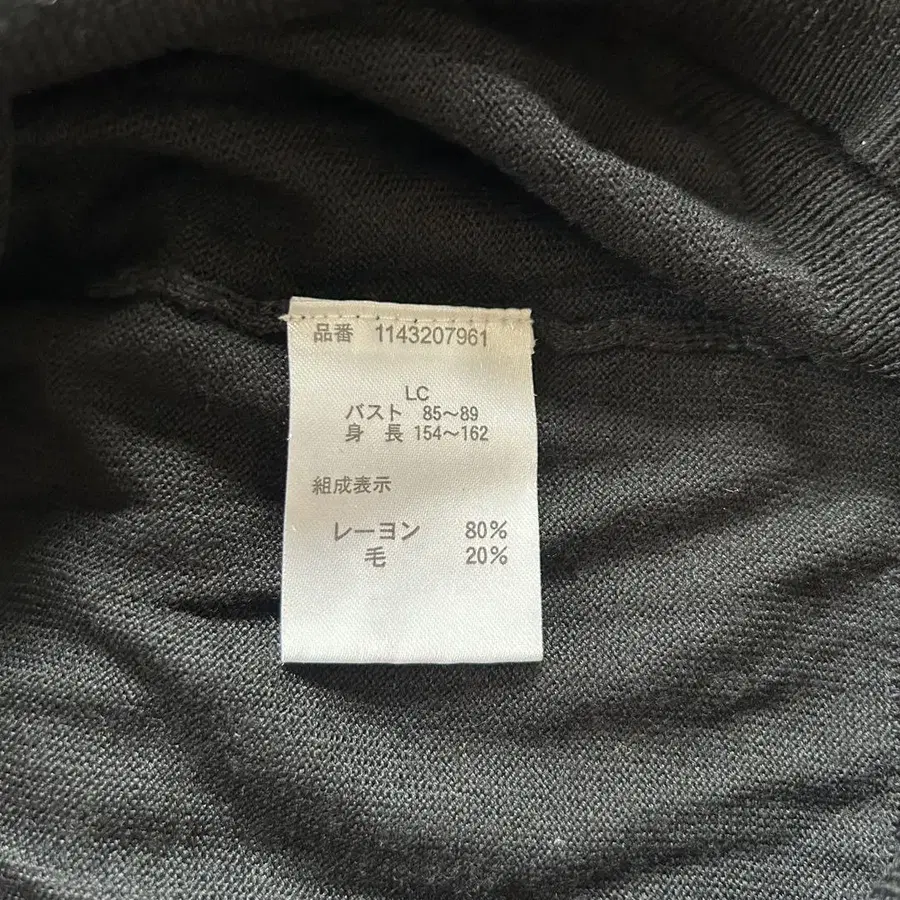 品番 1143207961
LC
バスト 85〜89
身 長 154〜162
組成表示
レーヨン 80%
毛 20%